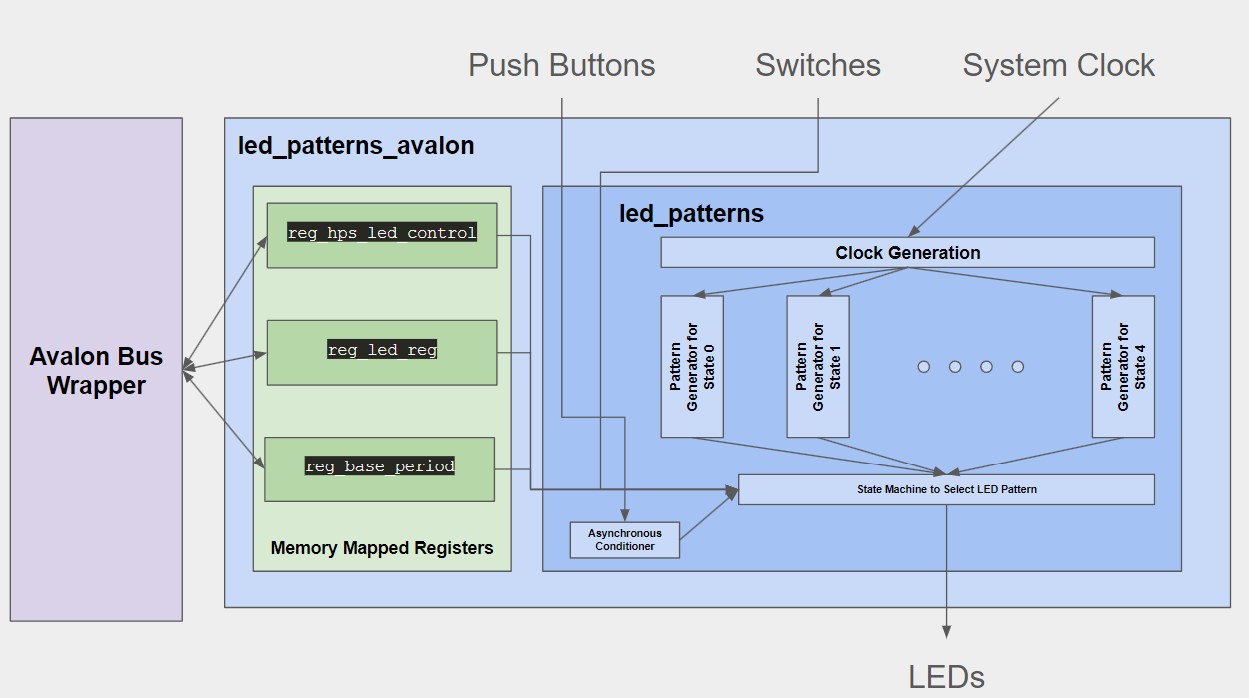 Push Buttons
Switches
System Clock
led_patterns_avalon
led_patterns
reg_hps_led_control
Clock Generation
Pattern
Generator for
State 0
Pattern
Generator for
State 1
Pattern
Generator for
State 4
reg_led_reg
Avalon Bus
Wrapper
reg_base_period
State Machine to Select LED Pattern
Asynchronous
Conditioner
Memory Mapped Registers
LEDs